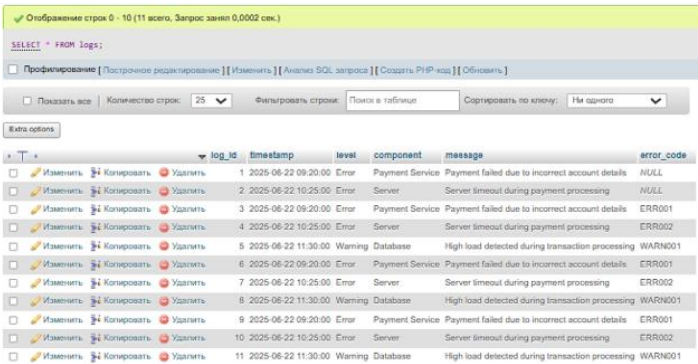 Отображение строк 0 - 10 (11 всего, Запрос занял 0,0002 сек.)
SELECT * FROM logs;
Профилирование [ Построчное редактирование ] [ Изменить ] [ Анализ SQL запроса ] [ Создать PHP-код ] [ Обновить ]
Показать все | Количество строк: 25 Фильтровать строки: Поиск в таблице Сортировать по ключу: Ни одного
Extra options
log_id timestamp level component message error_code
Изменить Копировать Удалить 1 2025-06-22 09:20:00 Error Payment Service Payment failed due to incorrect account details NULL
Изменить Копировать Удалить 2 2025-06-22 10:25:00 Error Server Server timeout during payment processing NULL
Изменить Копировать Удалить 3 2025-06-22 09:20:00 Error Payment Service Payment failed due to incorrect account details ERR001
Изменить Копировать Удалить 4 2025-06-22 10:25:00 Error Server Server timeout during payment processing ERR002
Изменить Копировать Удалить 5 2025-06-22 11:30:00 Warning Database High load detected during transaction processing WARN001
Изменить Копировать Удалить 6 2025-06-22 09:20:00 Error Payment Service Payment failed due to incorrect account details ERR001
Изменить Копировать Удалить 7 2025-06-22 10:25:00 Error Server Server timeout during payment processing ERR002
Изменить Копировать Удалить 8 2025-06-22 11:30:00 Warning Database High load detected during transaction processing WARN001
Изменить Копировать Удалить 9 2025-06-22 09:20:00 Error Payment Service Payment failed due to incorrect account details ERR001
Изменить Копировать Удалить 10 2025-06-22 10:25:00 Error Server Server timeout during payment processing ERR002
Изменить Копировать Удалить 11 2025-06-22 11:30:00 Warning Database High load detected during transaction processing WARN001